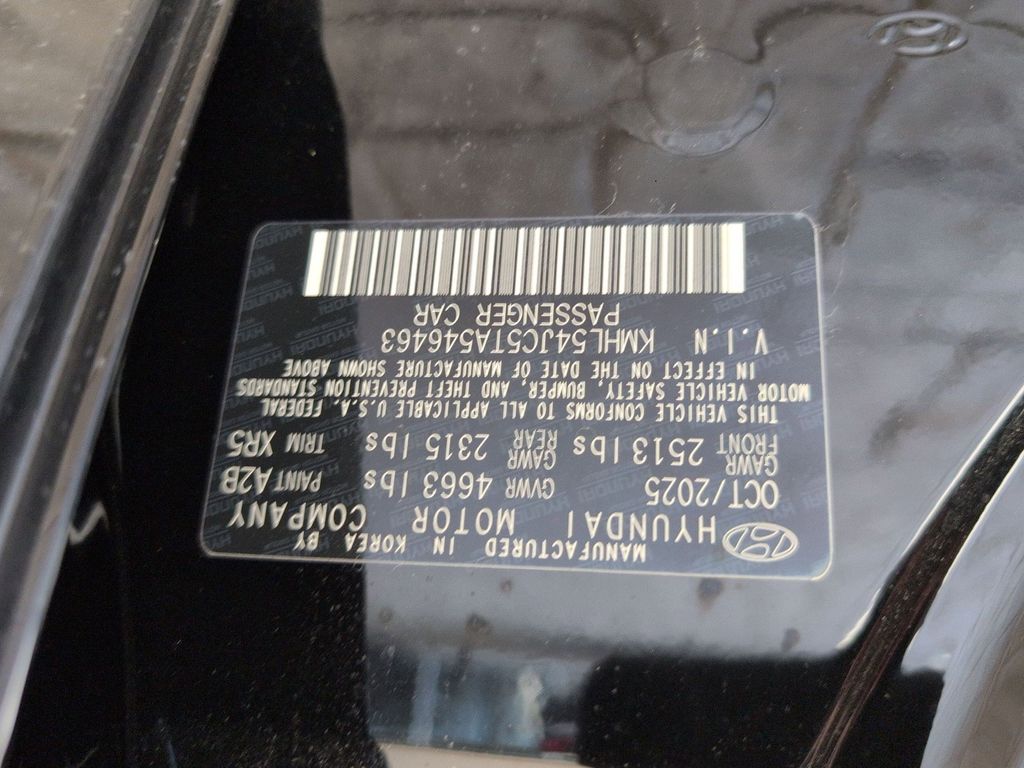 MANUFACTURED IN KOREA BY
HYUNDAI MOTOR COMPANY
OCT/2025 GVWR 4663 lbs PAINT A2B
GAWR FRONT 2513 lbs GAWR REAR 2315 lbs TRIM XR5
THIS VEHICLE CONFORMS TO ALL APPLICABLE U.S.A. FEDERAL
MOTOR VEHICLE SAFETY, BUMPER, AND THEFT PREVENTION STANDARDS
IN EFFECT ON THE DATE OF MANUFACTURE SHOWN ABOVE
V.I.N KMHL54JC5TA546463
PASSENGER CAR